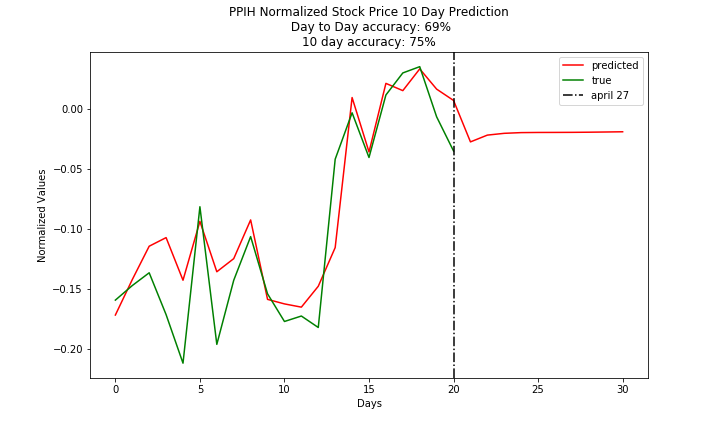 PPIH Normalized Stock Price 10 Day Prediction
Day to Day accuracy: 69%
10 day accuracy: 75%
predicted
true
april 27
0.00
−0.05
−0.10
−0.15
−0.20
Normalized Values
0
5
10
15
20
25
30
Days